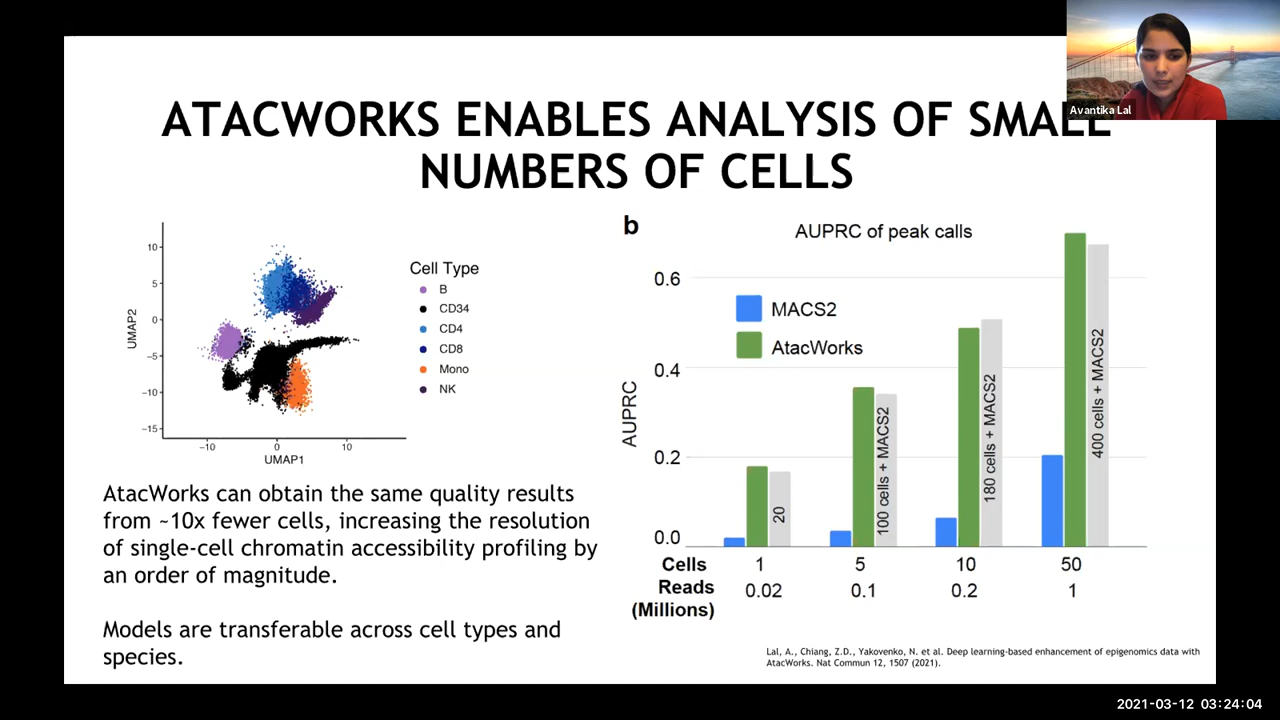 Avantika Lal
ATACWORKS ENABLES ANALYSIS OF SMALL
NUMBERS OF CELLS
UMAP2
10
5
0
−5
−10
−15
−10
0
10
UMAP1
Cell Type
B
CD34
CD4
CD8
Mono
NK
b
AUPRC of peak calls
AUPRC
0.6
0.4
0.2
0.0
MACS2
AtacWorks
20
100 cells + MACS2
180 cells + MACS2
400 cells + MACS2
Cells 1 5 10 50
Reads 0.02 0.1 0.2 1
(Millions)
AtacWorks can obtain the same quality results
from ~10x fewer cells, increasing the resolution
of single-cell chromatin accessibility profiling by
an order of magnitude.
Models are transferable across cell types and
species.
Lal, A., Chiang, Z.D., Yakovenko, N. et al. Deep learning-based enhancement of epigenomics data with
AtacWorks. Nat Commun 12, 1507 (2021).
2021-03-12 03:24:04